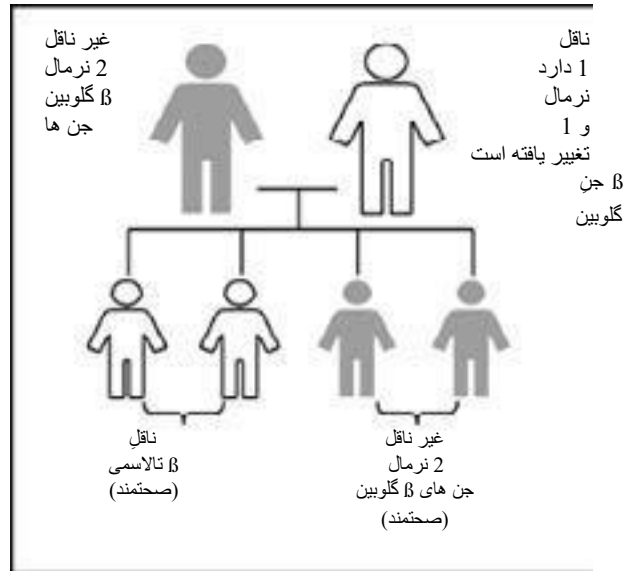 غیر ناقل
2 نرمال
ß گلوبین
جن ها
ناقل
1 دارد
نرمال
و 1
تغییر یافته است
ß جنِ
گلوبین
ناقلِ
ß تالاسمی
(صحتمند)
غیر ناقل
2 نرمال
جن های ß گلوبین
(صحتمند)